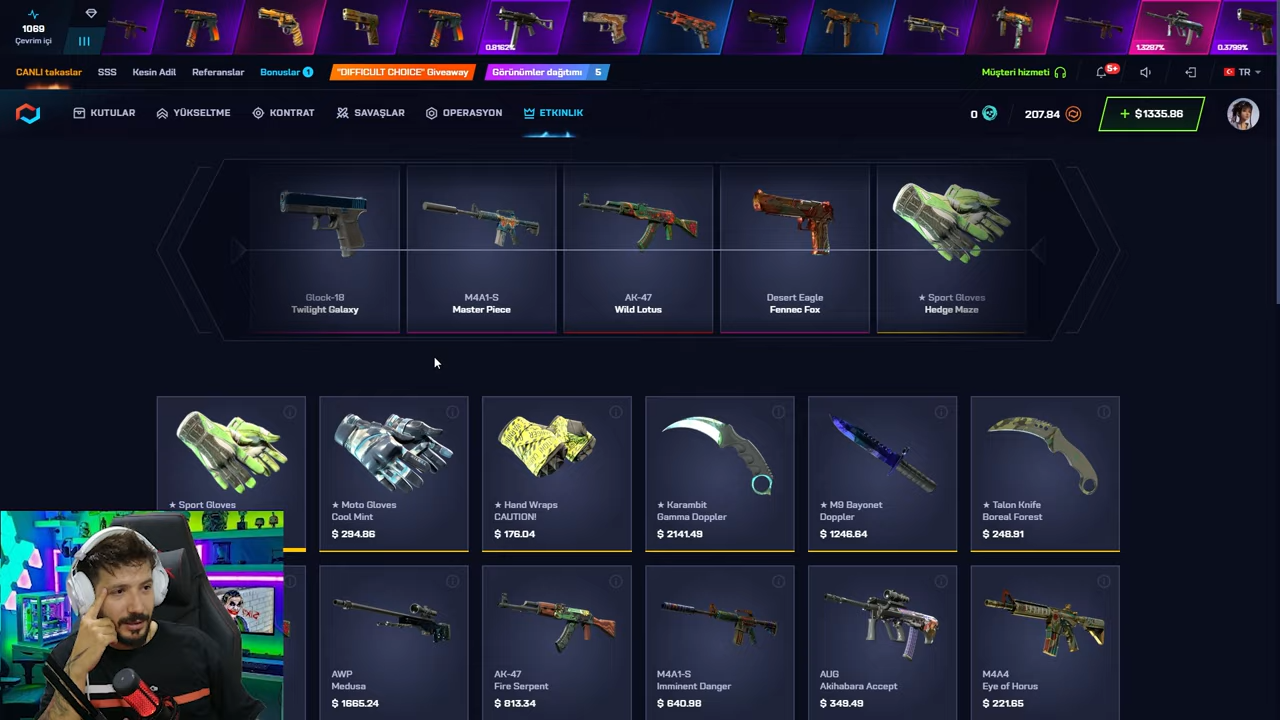 1069
Çevrim içi
0.8162%
1.3287%
0.3799%
CANLI takaslar
SSS
Kesin Adil
Referanslar
Bonuslar 1
"DIFFICULT CHOICE" Giveaway
Görünümler dağıtımı 5
Müşteri hizmeti
5+
TR
KUTULAR
YÜKSELTME
KONTRAT
SAVAŞLAR
OPERASYON
ETKINLIK
0
207.84
+ $1335.86
Glock-18
Twilight Galaxy
M4A1-S
Master Piece
AK-47
Wild Lotus
Desert Eagle
Fennec Fox
★ Sport Gloves
Hedge Maze
★ Sport Gloves
★ Moto Gloves
Cool Mint
$ 294.86
★ Hand Wraps
CAUTION!
$ 176.04
★ Karambit
Gamma Doppler
$ 2141.49
★ M9 Bayonet
Doppler
$ 1246.64
★ Talon Knife
Boreal Forest
$ 248.91
AWP
Medusa
$ 1665.24
AK-47
Fire Serpent
$ 813.34
M4A1-S
Imminent Danger
$ 640.98
AUG
Akihabara Accept
$ 349.49
M4A4
Eye of Horus
$ 221.65